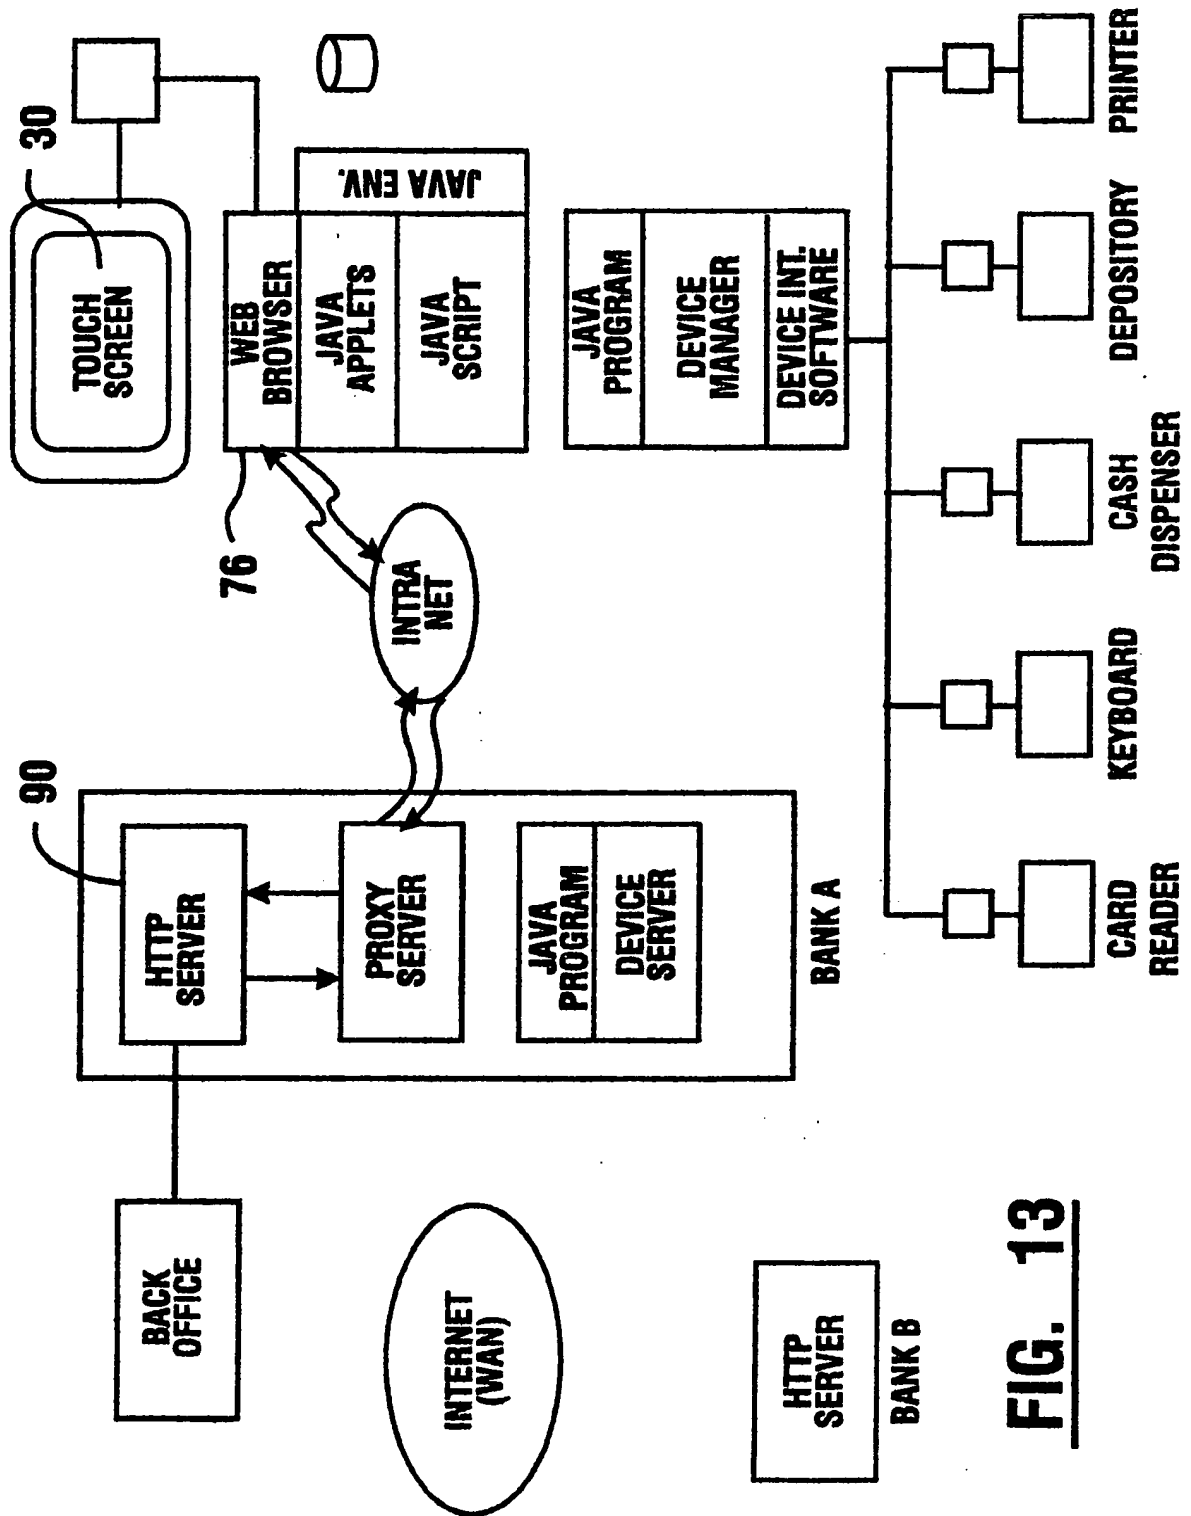 BACK
OFFICE
INTERNET
(WAN)
HTTP
SERVER
BANK B
90
HTTP
SERVER
PROXY
SERVER
JAVA
PROGRAM
DEVICE
SERVER
BANK A
INTRA
NET
76
30
TOUCH
SCREEN
WEB
BROWSER
JAVA
APPLETS
JAVA
SCRIPT
JAVA ENV.
JAVA
PROGRAM
DEVICE
MANAGER
DEVICE INT.
SOFTWARE
CARD
READER
KEYBOARD
CASH
DISPENSER
DEPOSITORY
PRINTER
FIG. 13